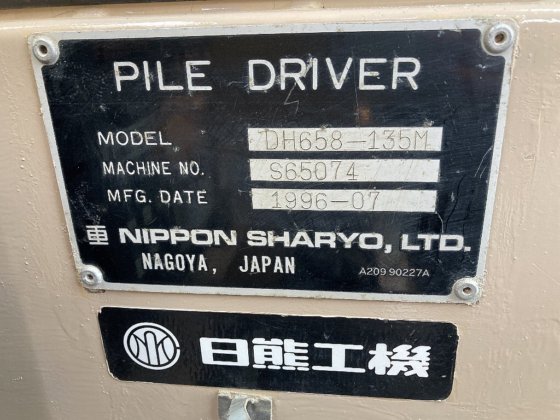 PILE DRIVER
MODEL DH658-135M
MACHINE NO. S65074
MFG. DATE 1996-07
NIPPON SHARYO, LTD.
NAGOYA, JAPAN A209 90227A
日熊工機